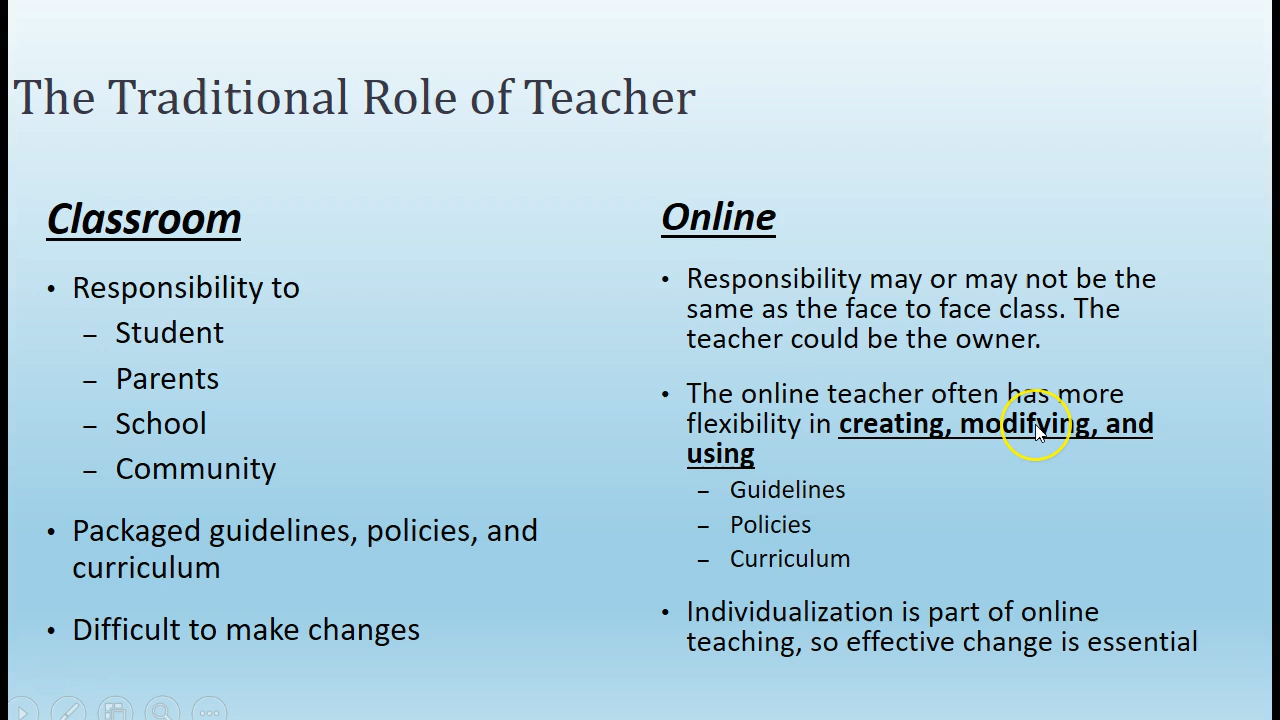 The Traditional Role of Teacher
Classroom
• Responsibility to
– Student
– Parents
– School
– Community
• Packaged guidelines, policies, and
curriculum
• Difficult to make changes
Online
• Responsibility may or may not be the
same as the face to face class. The
teacher could be the owner.
• The online teacher often has more
flexibility in creating, modifying, and
using
– Guidelines
– Policies
– Curriculum
• Individualization is part of online
teaching, so effective change is essential